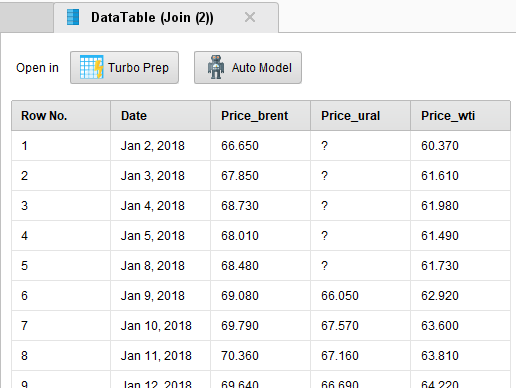 DataTable (Join (2))
Open in Turbo Prep Auto Model
Row No. Date Price_brent Price_ural Price_wti
1 Jan 2, 2018 66.650 ? 60.370
2 Jan 3, 2018 67.850 ? 61.610
3 Jan 4, 2018 68.730 ? 61.980
4 Jan 5, 2018 68.010 ? 61.490
5 Jan 8, 2018 68.480 ? 61.730
6 Jan 9, 2018 69.080 66.050 62.920
7 Jan 10, 2018 69.790 67.570 63.600
8 Jan 11, 2018 70.360 67.160 63.810
9 Jan 12, 2018 69.640 66.690 64.220